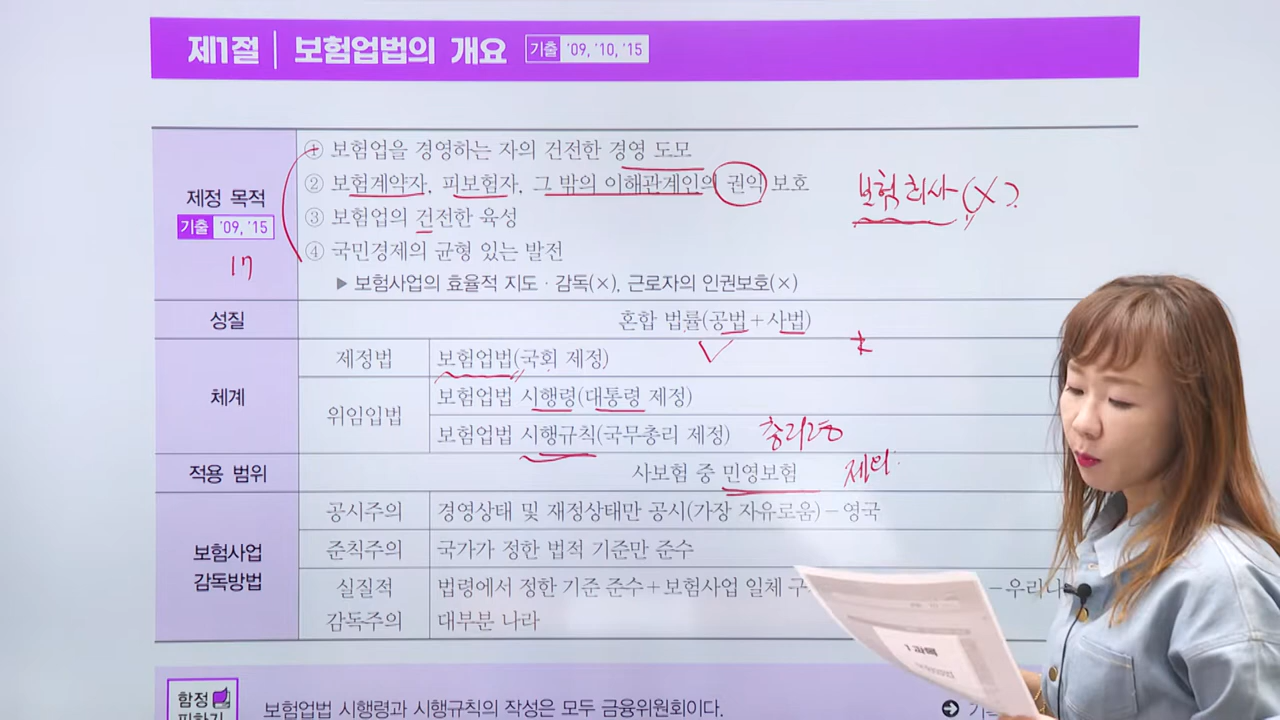 제1절 | 보험업법의 개요 기출 '09, '10, '15
제정 목적
기출 '09, '15
17
① 보험업을 경영하는 자의 건전한 경영 도모
② 보험계약자, 피보험자, 그 밖의 이해관계인의 권익 보호
보험회사(X)
③ 보험업의 건전한 육성
④ 국민경제의 균형 있는 발전
▶ 보험사업의 효율적 지도·감독(×), 근로자의 인권보호(×)
성질
혼합 법률(공법+사법)
체계
제정법
보험업법(국회 제정)
위임입법
보험업법 시행령(대통령 제정)
보험업법 시행규칙(국무총리 제정)
총리령
적용 범위
사보험 중 민영보험
보험사업
감독방법
공시주의
경영상태 및 재정상태만 공시(가장 자유로움)-영국
준칙주의
국가가 정한 법적 기준만 준수
실질적
감독주의
법령에서 정한 기준 준수+보험사업 일체 -우리나
대부분 나라
함정
피하기
보험업법 시행령과 시행규칙의 작성은 모두 금융위원회이다.
1과목